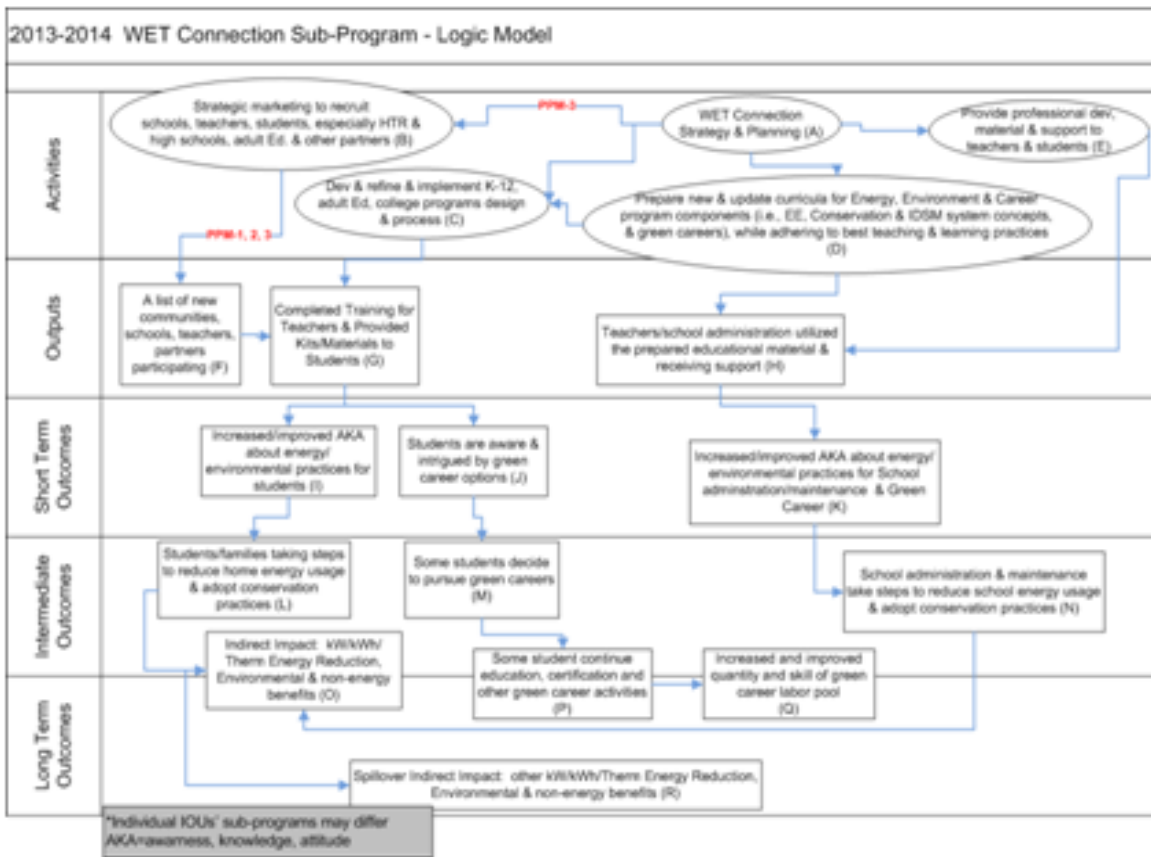 2013-2014 WET Connection Sub-Program - Logic Model
Activities
Strategic marketing to recruit
schools, teachers, students, especially HTR &
high schools, adult Ed. & other partners (B)
PPM-3
WET Connection
Strategy & Planning (A)
Provide professional dev,
material & support to
teachers & students (E)
Dev & refine & implement K-12,
adult Ed, college programs design
& process (C)
Prepare new & update curricula for Energy, Environment & Career
program components (i.e., EE, Conservation & IDSM system concepts,
& green careers), while adhering to best teaching & learning practices
(D)
PPM-1, 2, 3
Outputs
A list of new
communities,
schools, teachers,
partners
participating (F)
Completed Training for
Teachers & Provided
Kits/Materials to
Students (G)
Teachers/school administration utilized
the prepared educational material &
receiving support (H)
Short Term
Outcomes
Increased/improved AKA
about energy/
environmental practices for
students (I)
Students are aware &
intrigued by green
career options (J)
Increased/improved AKA about energy/
environmental practices for School
adminstration/maintenance & Green
Career (K)
Intermediate
Outcomes
Students/families taking steps
to reduce home energy usage
& adopt conservation
practices (L)
Some students decide
to pursue green careers
(M)
School administration & maintenance
take steps to reduce school energy usage
& adopt conservation practices (N)
Indirect Impact: kW/kWh/
Therm Energy Reduction,
Environmental & non-energy
benefits (O)
Some student continue
education, certification and
other green career activities
(P)
Increased and improved
quantity and skill of green
career labor pool
(Q)
Long Term
Outcomes
Spillover Indirect Impact: other kW/kWh/Therm Energy Reduction,
Environmental & non-energy benefits (R)
*Individual IOUs' sub-programs may differ
AKA=awarness, knowledge, attitude